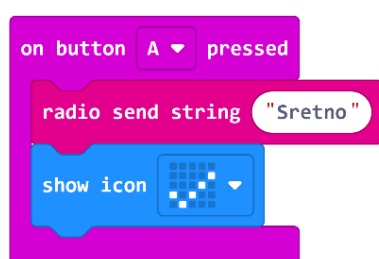 on button A pressed
radio send string "Sretno"
show icon